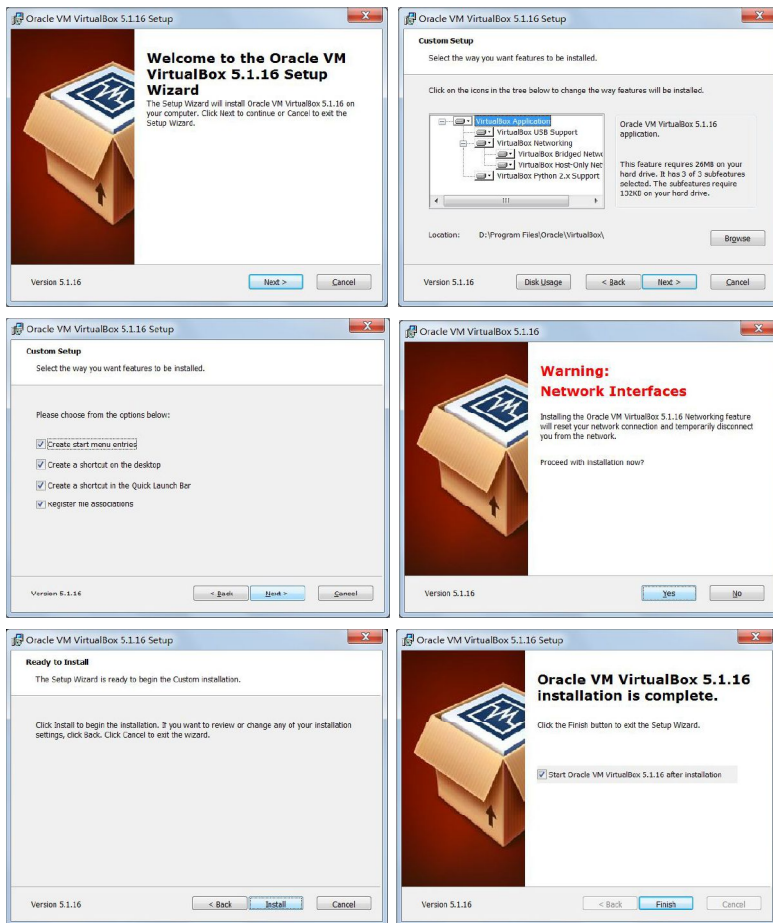 Oracle VM VirtualBox 5.1.16 Setup
Welcome to the Oracle VM
VirtualBox 5.1.16 Setup
Wizard
The Setup Wizard will install Oracle VM VirtualBox 5.1.16 on
your computer. Click Next to continue or Cancel to exit the
Setup Wizard.
Version 5.1.16
Next >
Cancel
Oracle VM VirtualBox 5.1.16 Setup
Custom Setup
Select the way you want features to be installed.
Click on the icons in the tree below to change the way features will be installed.
VirtualBox Application
VirtualBox USB Support
VirtualBox Networking
VirtualBox Bridged Netw
VirtualBox Host-Only Net
VirtualBox Python 2.x Support
Oracle VM VirtualBox 5.1.16
application.
This feature requires 26MB on your
hard drive. It has 3 of 3 subfeatures
selected. The subfeatures require
132KB on your hard drive.
Location: D:\Program Files\Oracle\VirtualBox\
Browse
Version 5.1.16
Disk Usage
< Back
Next >
Cancel
Oracle VM VirtualBox 5.1.16 Setup
Custom Setup
Select the way you want features to be installed.
Please choose from the options below:
Create start menu entries
Create a shortcut on the desktop
Create a shortcut in the Quick Launch Bar
Register file associations
Version 5.1.16
< Back
Next >
Cancel
Oracle VM VirtualBox 5.1.16
Warning:
Network Interfaces
Installing the Oracle VM VirtualBox 5.1.16 Networking feature
will reset your network connection and temporarily disconnect
you from the network.
Proceed with installation now?
Version 5.1.16
Yes
No
Oracle VM VirtualBox 5.1.16 Setup
Ready to Install
The Setup Wizard is ready to begin the Custom installation.
Click Install to begin the installation. If you want to review or change any of your installation
settings, click Back. Click Cancel to exit the wizard.
Version 5.1.16
< Back
Install
Cancel
Oracle VM VirtualBox 5.1.16 Setup
Oracle VM VirtualBox 5.1.16
installation is complete.
Click the Finish button to exit the Setup Wizard.
Start Oracle VM VirtualBox 5.1.16 after installation
Version 5.1.16
< Back
Finish
Cancel